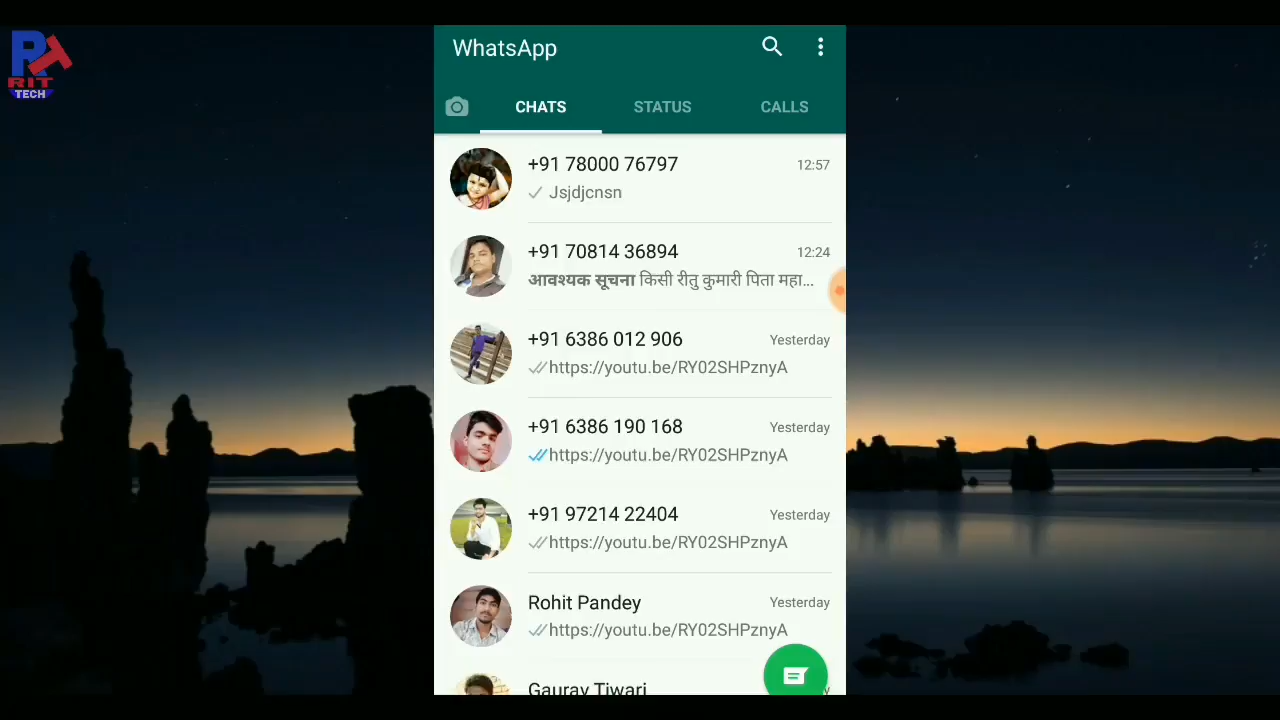 RIT
TECH
WhatsApp
CHATS STATUS CALLS
+91 78000 76797 12:57
Jsjdjcnsn
+91 70814 36894 12:24
आवश्यक सूचना किसी रीतु कुमारी पिता महा...
+91 6386 012 906 Yesterday
https://youtu.be/RY02SHPznyA
+91 6386 190 168 Yesterday
https://youtu.be/RY02SHPznyA
+91 97214 22404 Yesterday
https://youtu.be/RY02SHPznyA
Rohit Pandey Yesterday
https://youtu.be/RY02SHPznyA
Gaurav Tiwari